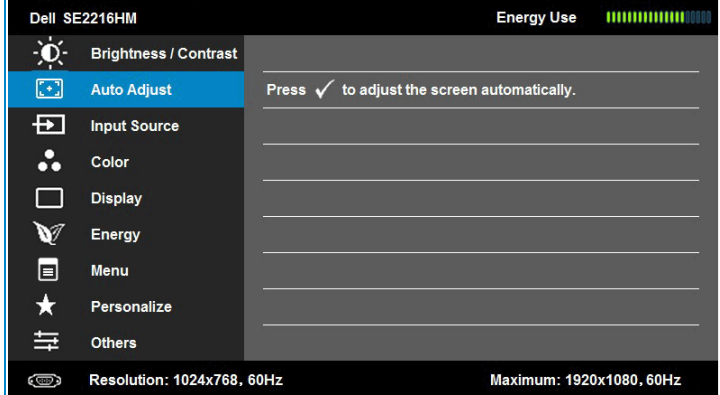 Dell SE2216HM Energy Use
Brightness / Contrast
Auto Adjust Press ✓ to adjust the screen automatically.
Input Source
Color
Display
Energy
Menu
Personalize
Others
Resolution: 1024x768, 60Hz Maximum: 1920x1080, 60Hz